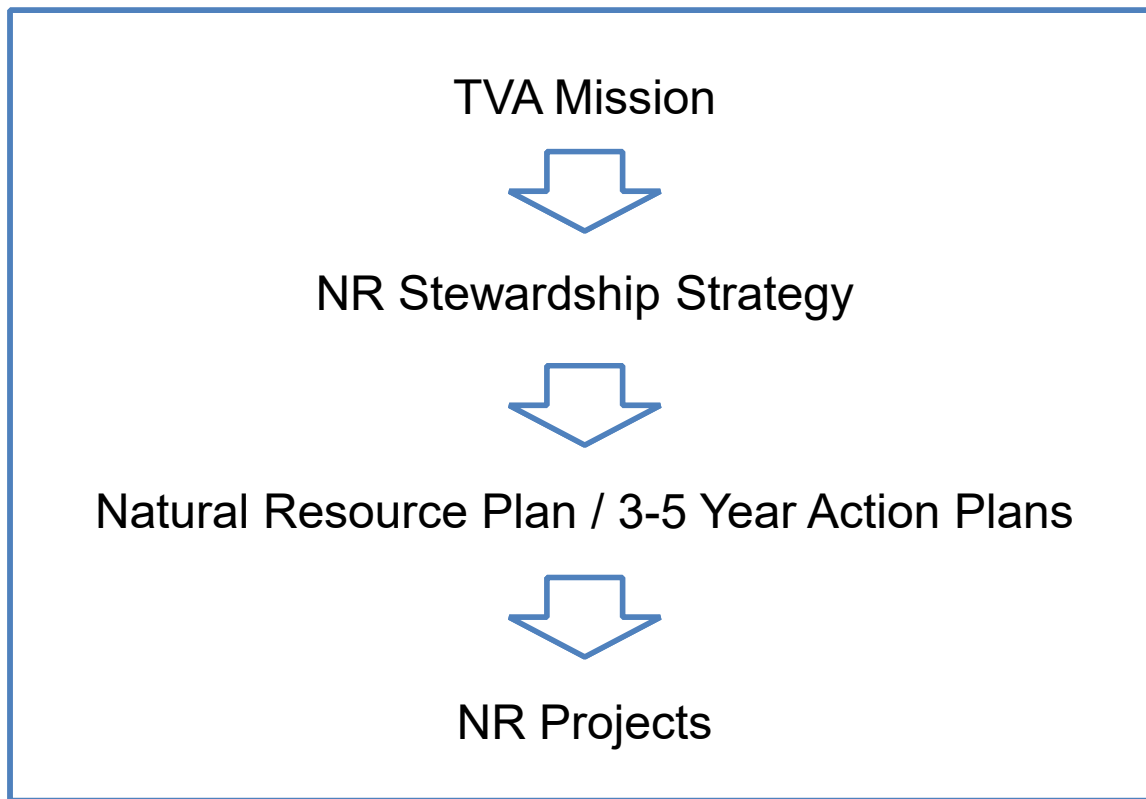 TVA Mission
NR Stewardship Strategy
Natural Resource Plan / 3-5 Year Action Plans
NR Projects